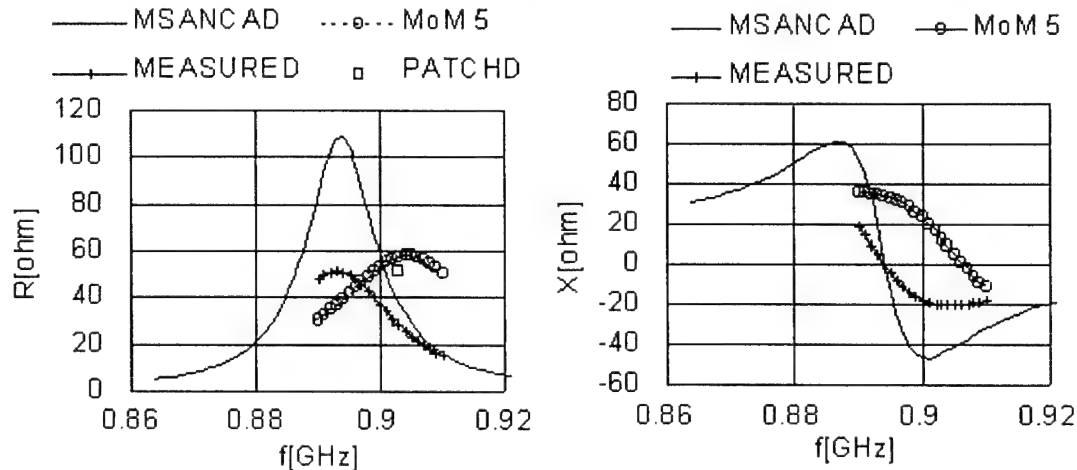 MSANCAD MoM 5
MEASURED PATCHD
R[ohm]
120
100
80
60
40
20
0
0.86 0.88 0.9 0.92
f[GHz]
MSANCAD MoM 5
MEASURED
X[ohm]
80
60
40
20
0
-20
-40
-60
0.86 0.88 0.9 0.92
f[GHz]